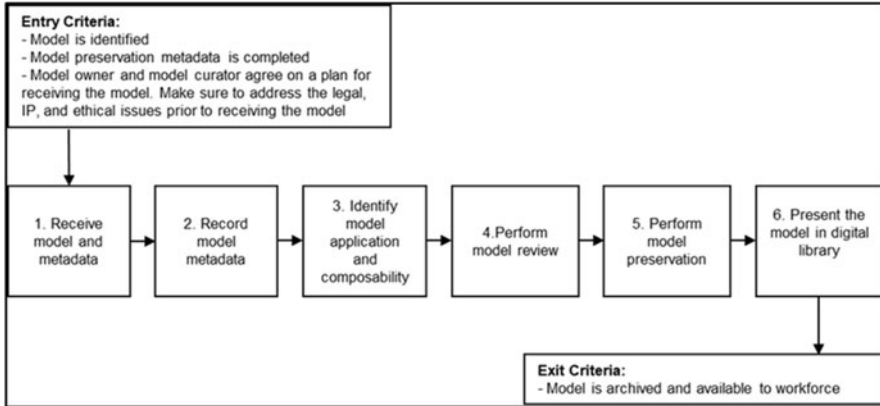 Entry Criteria:
- Model is identified
- Model preservation metadata is completed
- Model owner and model curator agree on a plan for
receiving the model. Make sure to address the legal,
IP, and ethical issues prior to receiving the model
1. Receive
model and
metadata
2. Record
model
metadata
3. Identify
model
application
and
composability
4.Perform
model review
5. Perform
model
preservation
6. Present the
model in digital
library
Exit Criteria:
- Model is archived and available to workforce